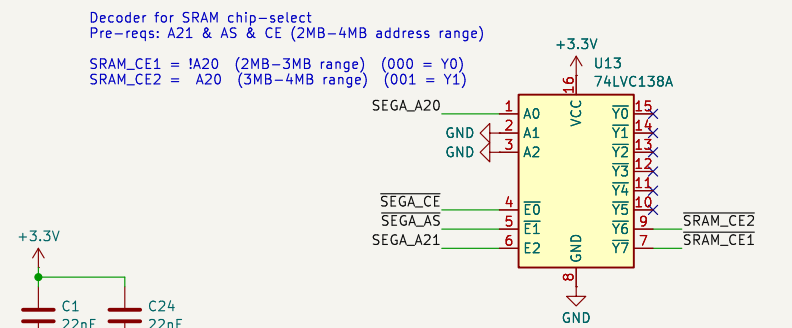 Decoder for SRAM chip-select
Pre-reqs: A21 & AS & CE (2MB-4MB address range)
SRAM_CE1 = !A20 (2MB-3MB range) (000 = Y0)
SRAM_CE2 = A20 (3MB-4MB range) (001 = Y1)
+3.3V
U13
74LVC138A
16
VCC
SEGA_A20 1 A0
GND 2 A1
GND 3 A2
SEGA_CE 4 E0
SEGA_AS 5 E1
SEGA_A21 6 E2
Y0 15
Y1 14
Y2 13
Y3 12
Y4 11
Y5 10
Y6 9 SRAM_CE2
Y7 7 SRAM_CE1
GND
8
GND
+3.3V
C1
22nF
C24
22nF